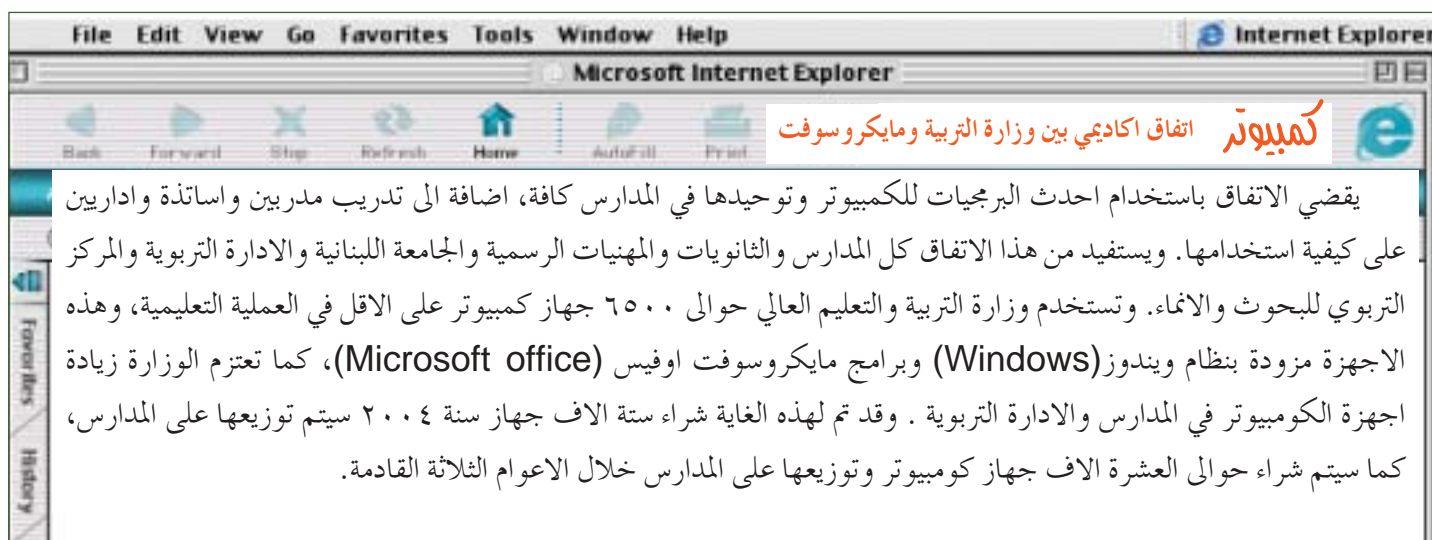 File Edit View Go Favorites Tools Window Help Internet Explorer
Microsoft Internet Explorer
Back Forward Stop Refresh Home AutoFill Print
كمبيوتر اتفاق اكاديمي بين وزارة التربية ومايكروسوفت
يقضي الاتفاق باستخدام احدث البرمجيات للكمبيوتر وتوحيدها في المدارس كافة، اضافة الى تدريب مدربين واساتذة واداريين
على كيفية استخدامها. ويستفيد من هذا الاتفاق كل المدارس والثانويات والمهنيات الرسمية والجامعة اللبنانية والادارة التربوية والمركز
التربوي للبحوث والانماء. وتستخدم وزارة التربية والتعليم العالي حوالى ٦٥٠٠ جهاز كمبيوتر على الاقل في العملية التعليمية، وهذه
الاجهزة مزودة بنظام ويندوز(Windows) وبرامج مايكروسوفت اوفيس (Microsoft office)، كما تعتزم الوزارة زيادة
اجهزة الكومبيوتر في المدارس والادارة التربوية . وقد تم لهذه الغاية شراء ستة الاف جهاز سنة ٢٠٠٤ سيتم توزيعها على المدارس،
كما سيتم شراء حوالى العشرة الاف جهاز كومبيوتر وتوزيعها على المدارس خلال الاعوام الثلاثة القادمة.
Favorites
History